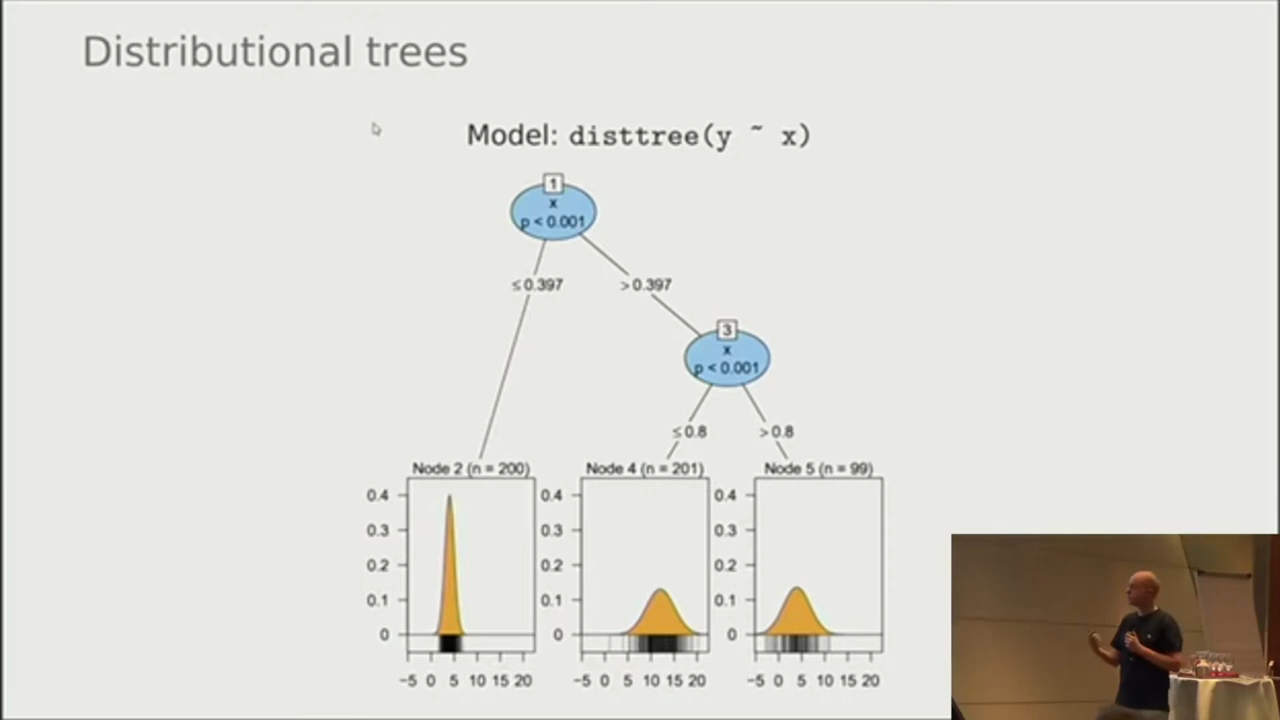 Distributional trees
Model: disttree(y ~ x)
1
x
p < 0.001
≤ 0.397
> 0.397
3
x
p < 0.001
≤ 0.8
> 0.8
Node 2 (n = 200)
Node 4 (n = 201)
Node 5 (n = 99)
0.4
0.3
0.2
0.1
0
−5 0 5 10 15 20
0.4
0.3
0.2
0.1
0
−5 0 5 10 15 20
0.4
0.3
0.2
0.1
0
−5 0 5 10 15 20